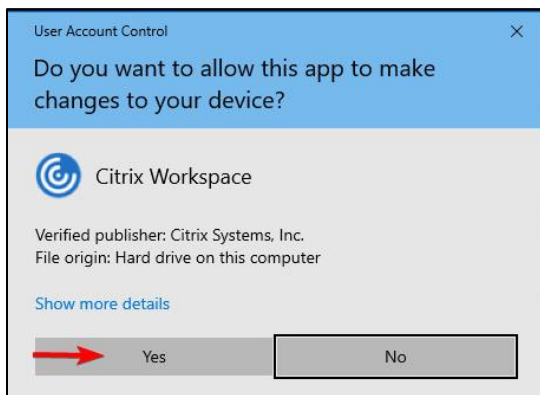 User Account Control
Do you want to allow this app to make
changes to your device?
Citrix Workspace
Verified publisher: Citrix Systems, Inc.
File origin: Hard drive on this computer
Show more details
Yes
No